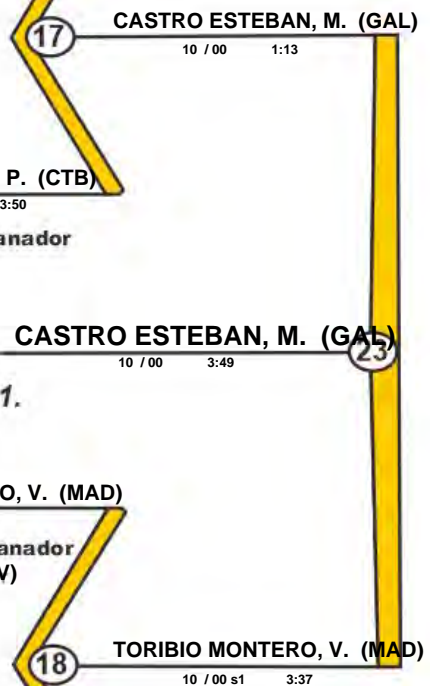 CASTRO ESTEBAN, M. (GAL)
17
10 / 00 1:13
P. (CTB)
3:50
anador
CASTRO ESTEBAN, M. (GAL)
23
10 / 00 3:49
1.
O, V. (MAD)
anador
V)
TORIBIO MONTERO, V. (MAD)
18
10 / 00 s1 3:37